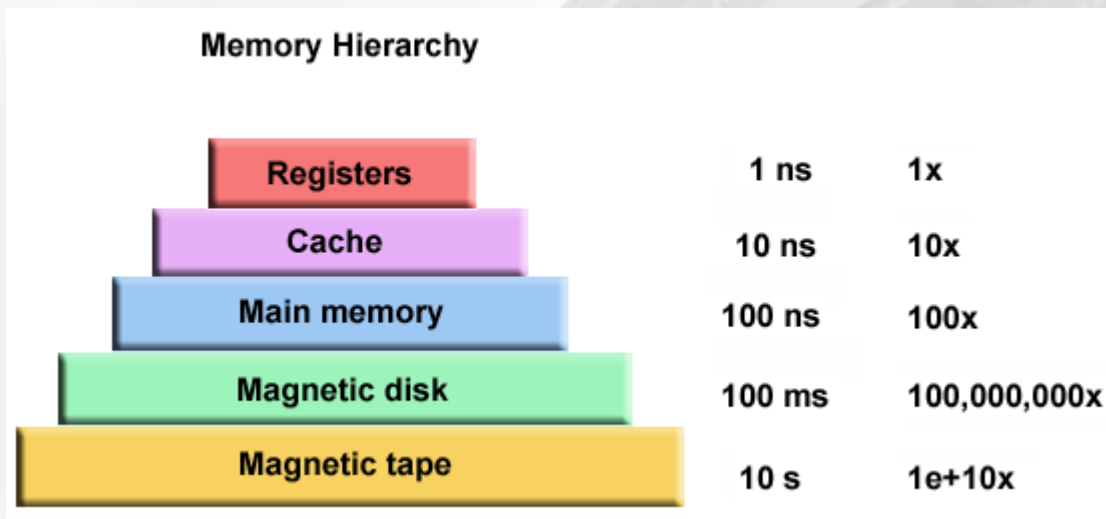 Memory Hierarchy
Registers 1 ns 1x
Cache 10 ns 10x
Main memory 100 ns 100x
Magnetic disk 100 ms 100,000,000x
Magnetic tape 10 s 1e+10x